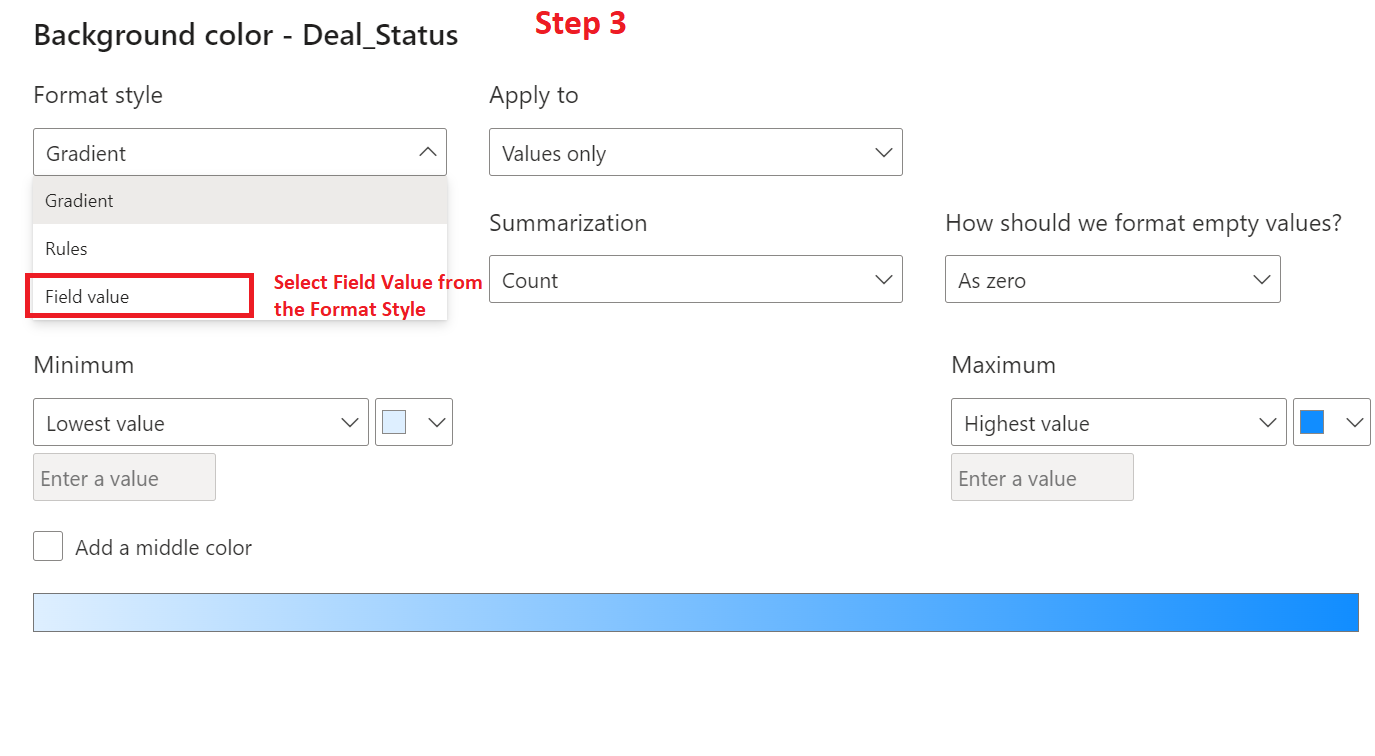 Step 3
Background color - Deal_Status
Format style
Apply to
Gradient
Values only
Gradient
Rules
Field value
Select Field Value from
the Format Style
Summarization
Count
How should we format empty values?
As zero
Minimum
Maximum
Lowest value
Highest value
Enter a value
Enter a value
Add a middle color